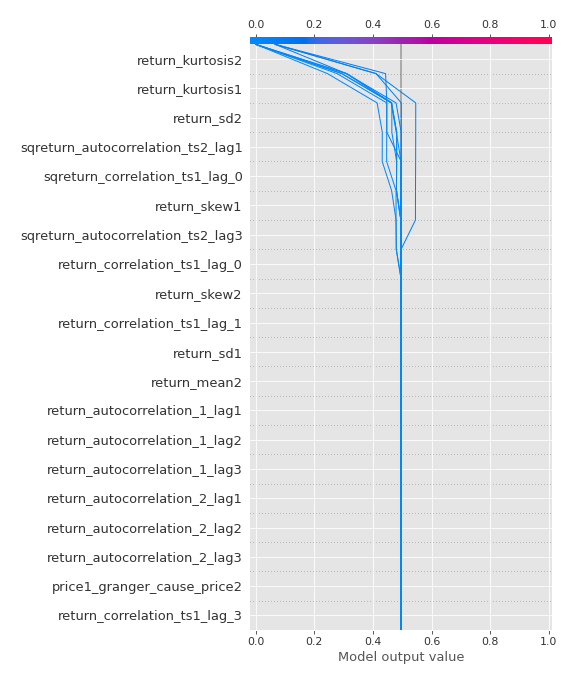 0.0 0.2 0.4 0.6 0.8 1.0
return_kurtosis2
return_kurtosis1
return_sd2
sqreturn_autocorrelation_ts2_lag1
sqreturn_correlation_ts1_lag_0
return_skew1
sqreturn_autocorrelation_ts2_lag3
return_correlation_ts1_lag_0
return_skew2
return_correlation_ts1_lag_1
return_sd1
return_mean2
return_autocorrelation_1_lag1
return_autocorrelation_1_lag2
return_autocorrelation_1_lag3
return_autocorrelation_2_lag1
return_autocorrelation_2_lag2
return_autocorrelation_2_lag3
price1_granger_cause_price2
return_correlation_ts1_lag_3
0.0 0.2 0.4 0.6 0.8 1.0
Model output value